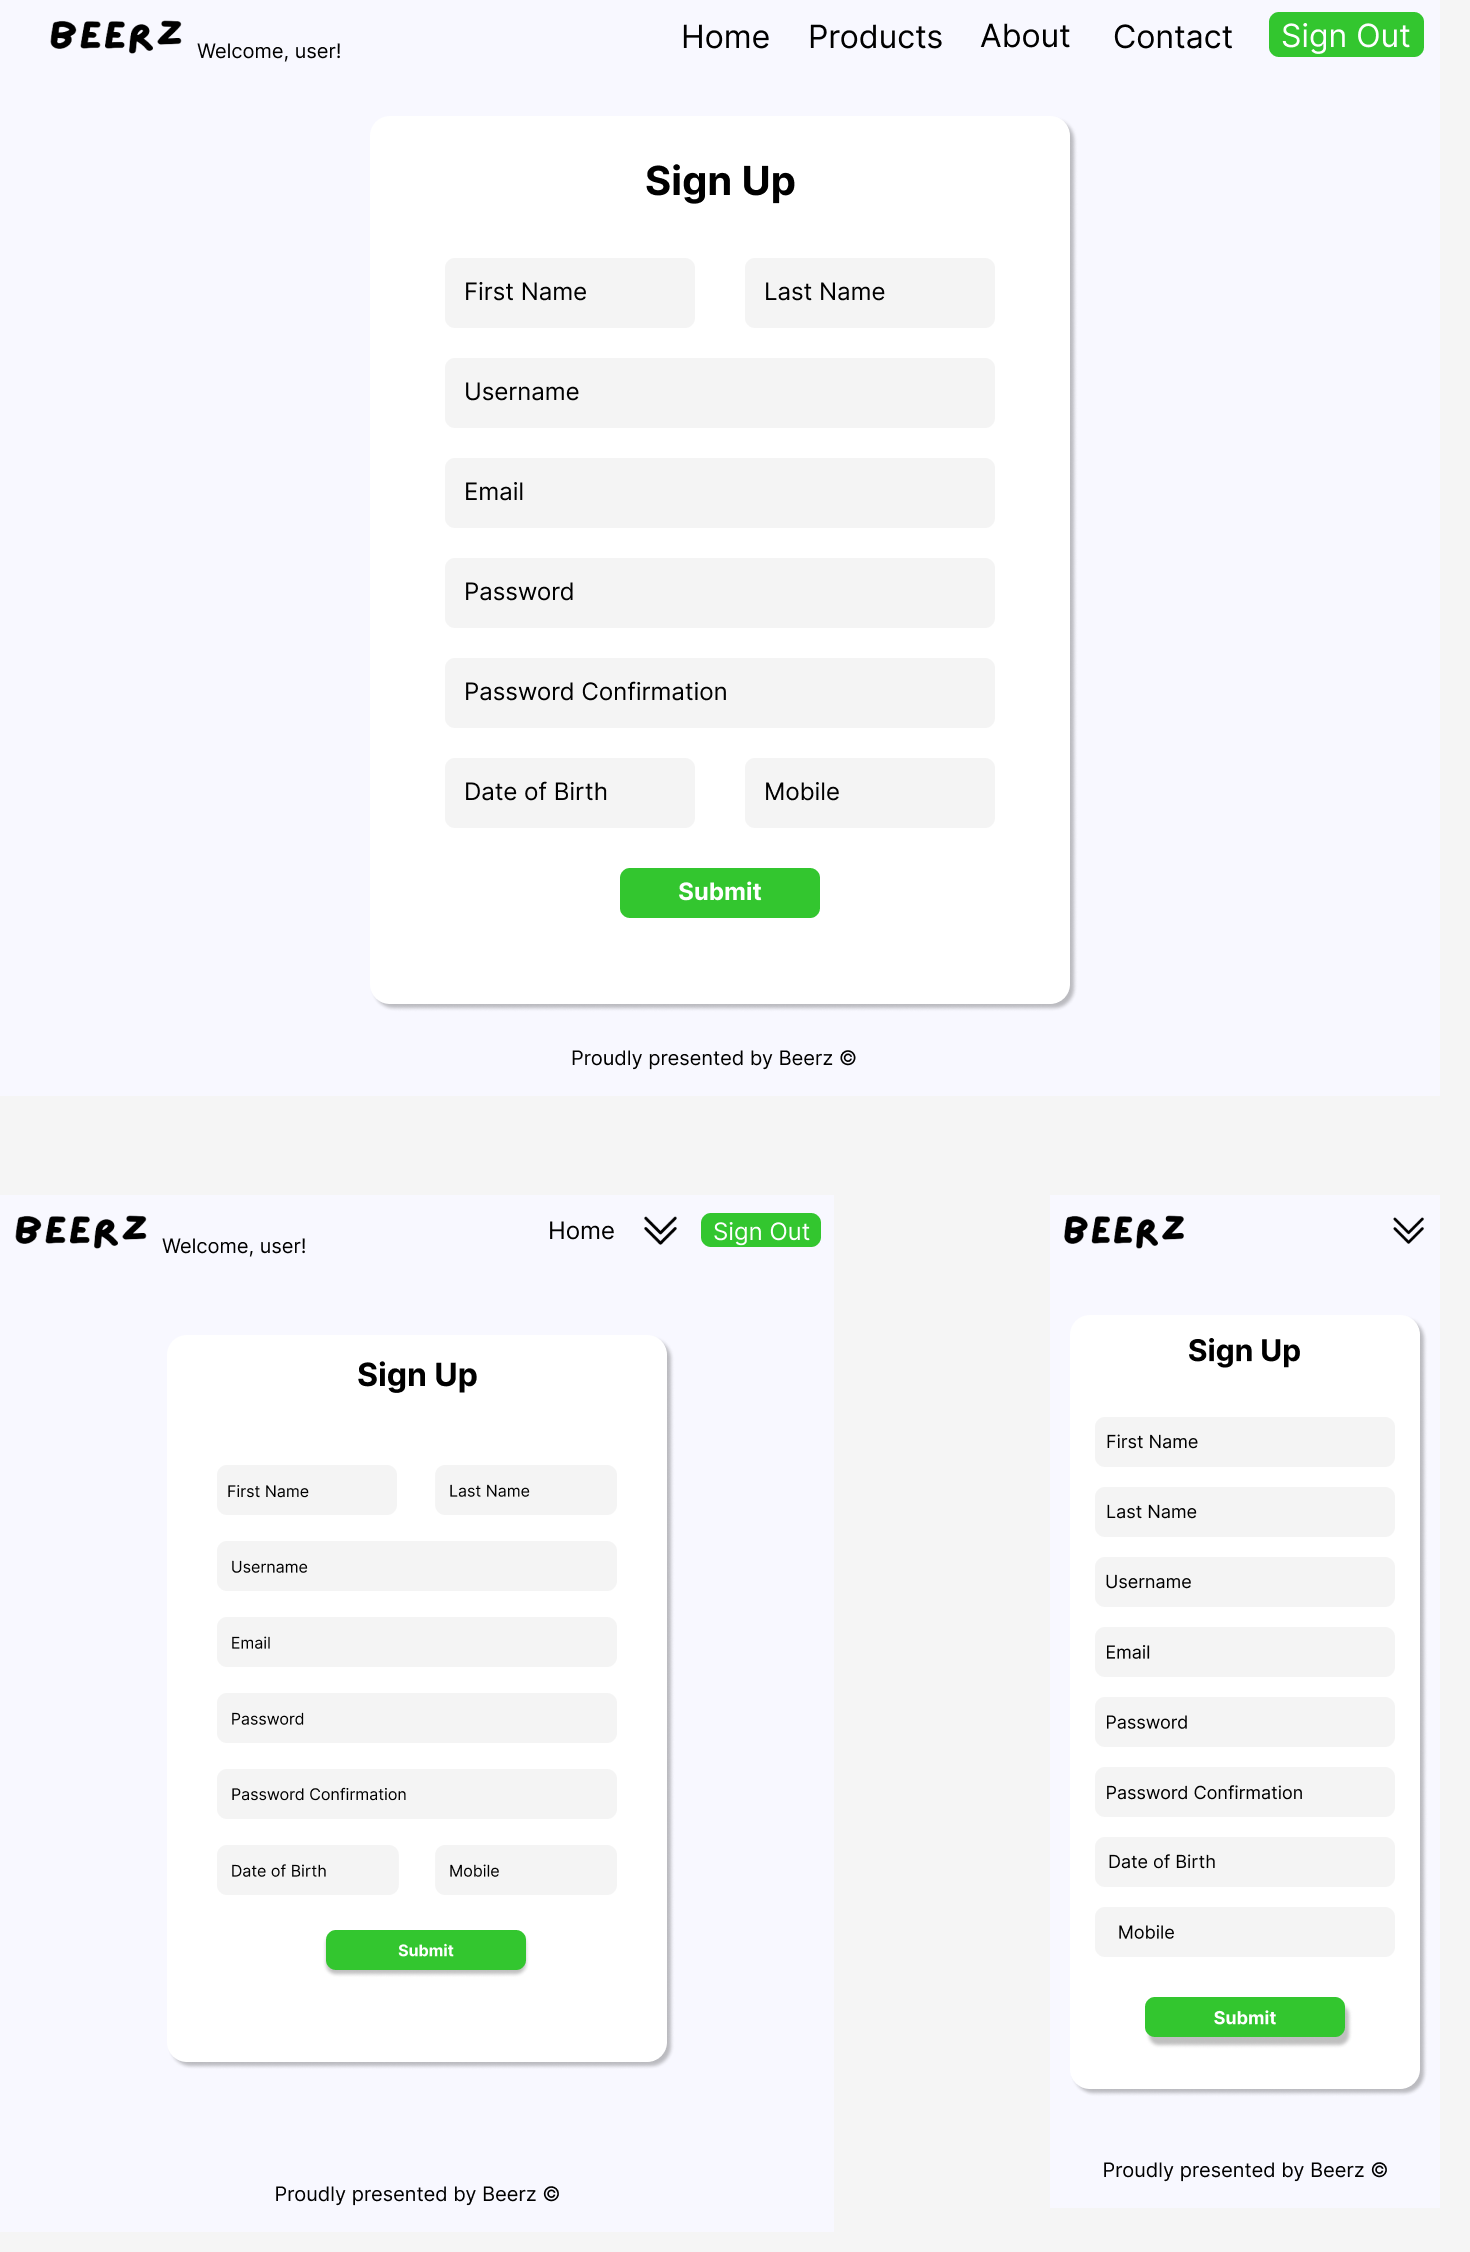 BEERZ Welcome, user! Home Products About Contact Sign Out
Sign Up
First Name Last Name
Username
Email
Password
Password Confirmation
Date of Birth Mobile
Submit
Proudly presented by Beerz ©
BEERZ Welcome, user! Home Sign Out
Sign Up
First Name Last Name
Username
Email
Password
Password Confirmation
Date of Birth Mobile
Submit
Proudly presented by Beerz ©
BEERZ
Sign Up
First Name
Last Name
Username
Email
Password
Password Confirmation
Date of Birth
Mobile
Submit
Proudly presented by Beerz ©